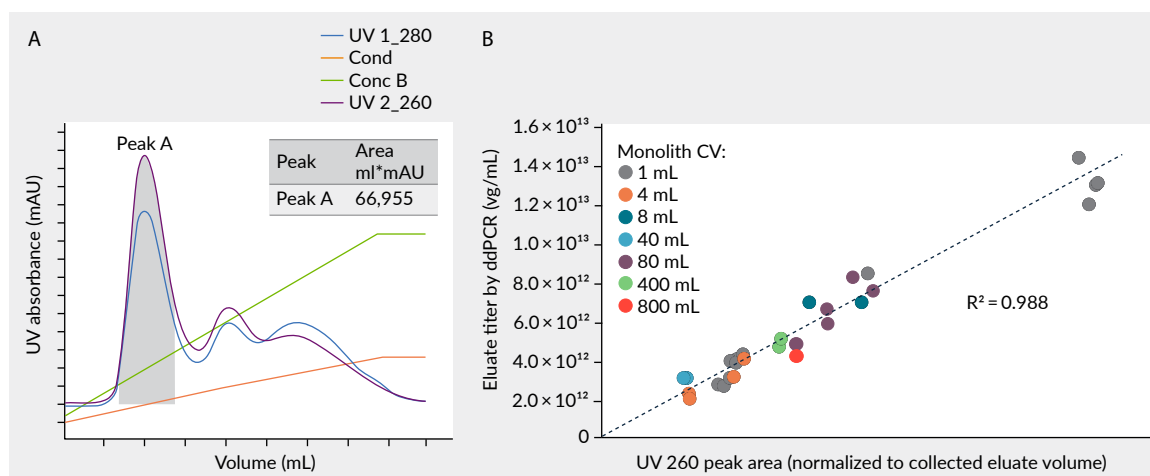 A
UV 1_280
Cond
Conc B
UV 2_260
Peak A
Peak Area ml*mAU
Peak A 66,955
UV absorbance (mAU)
Volume (mL)
B
1.6 × 10¹³
1.4 × 10¹³
1.2 × 10¹³
1.0 × 10¹³
8.0 × 10¹²
6.0 × 10¹²
4.0 × 10¹²
2.0 × 10¹²
0
Eluate titer by ddPCR (vg/mL)
Monolith CV:
1 mL
4 mL
8 mL
40 mL
80 mL
400 mL
800 mL
R² = 0.988
UV 260 peak area (normalized to collected eluate volume)